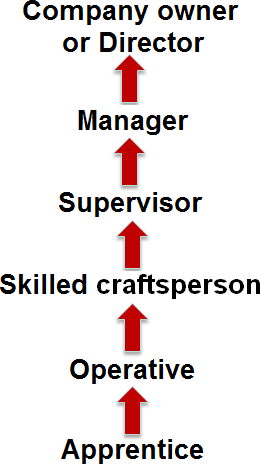 Company owner
or Director
Manager
Supervisor
Skilled craftsperson
Operative
Apprentice